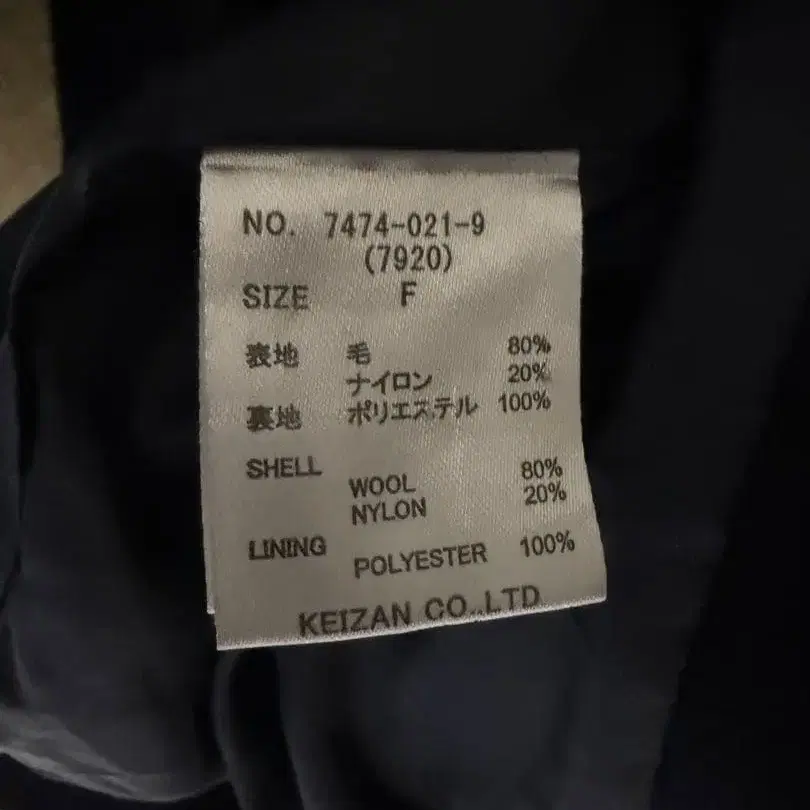 NO. 7474-021-9
(7920)
SIZE F
表地 毛 80%
ナイロン 20%
裏地 ポリエステル 100%
SHELL
WOOL 80%
NYLON 20%
LINING
POLYESTER 100%
KEIZAN CO.,LTD